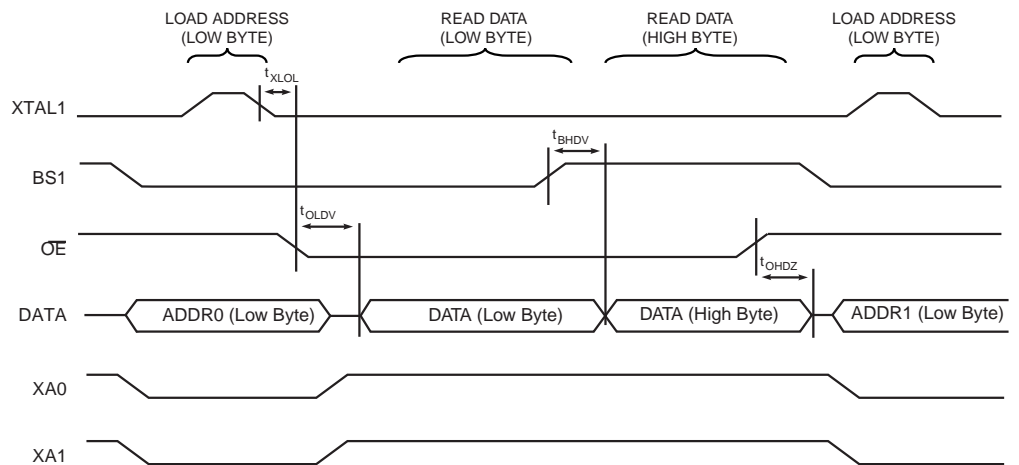 LOAD ADDRESS
(LOW BYTE)
READ DATA
(LOW BYTE)
READ DATA
(HIGH BYTE)
LOAD ADDRESS
(LOW BYTE)
tXLOL
XTAL1
tBHDV
BS1
tOLDV
OE
tOHDZ
DATA
ADDR0 (Low Byte)
DATA (Low Byte)
DATA (High Byte)
ADDR1 (Low Byte)
XA0
XA1